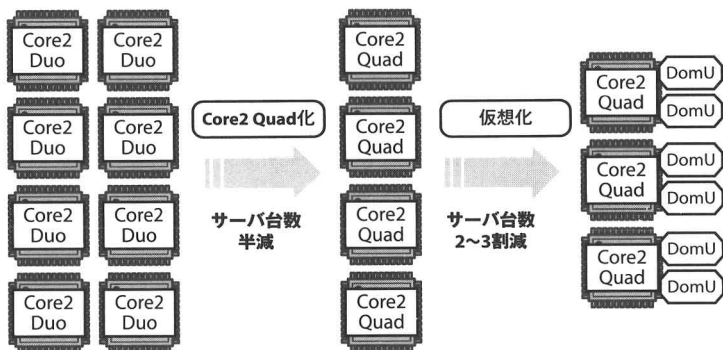 Core2
Duo
Core2
Duo
Core2
Duo
Core2
Duo
Core2
Duo
Core2
Duo
Core2
Duo
Core2
Duo
Core2 Quad化
サーバ台数
半減
Core2
Quad
Core2
Quad
Core2
Quad
Core2
Quad
仮想化
サーバ台数
2〜3割減
Core2
Quad
DomU
DomU
Core2
Quad
DomU
DomU
Core2
Quad
DomU
DomU